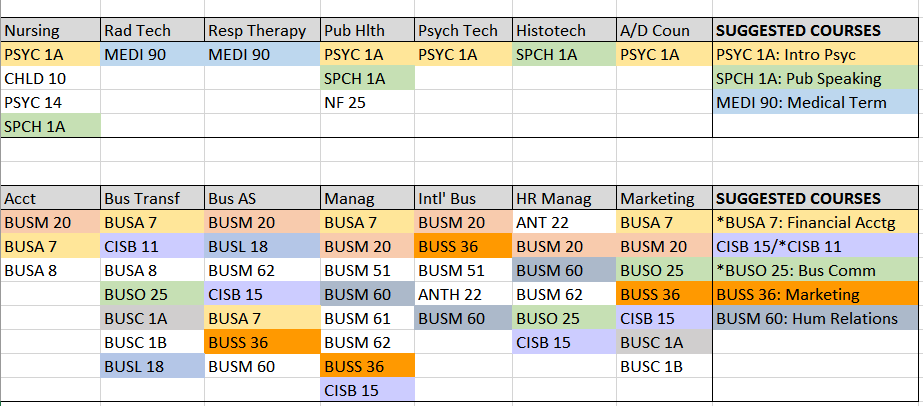 Nursing Rad Tech Resp Therapy Pub Hlth Psych Tech Histotech A/D Coun SUGGESTED COURSES
PSYC 1A MEDI 90 MEDI 90 PSYC 1A PSYC 1A SPCH 1A PSYC 1A PSYC 1A: Intro Psyc
CHLD 10 SPCH 1A SPCH 1A: Pub Speaking
PSYC 14 NF 25 MEDI 90: Medical Term
SPCH 1A
Acct Bus Transf Bus AS Manag Intl' Bus HR Manag Marketing SUGGESTED COURSES
BUSM 20 BUSA 7 BUSM 20 BUSA 7 BUSM 20 ANT 22 BUSA 7 *BUSA 7: Financial Acctg
BUSA 7 CISB 11 BUSL 18 BUSM 20 BUSS 36 BUSM 20 BUSM 20 CISB 15/*CISB 11
BUSA 8 BUSA 8 BUSM 62 BUSM 51 BUSM 51 BUSM 60 BUSO 25 *BUSO 25: Bus Comm
BUSO 25 CISB 15 BUSM 60 ANTH 22 BUSM 62 BUSS 36 BUSS 36: Marketing
BUSC 1A BUSA 7 BUSM 61 BUSM 60 BUSO 25 CISB 15 BUSM 60: Hum Relations
BUSC 1B BUSS 36 BUSM 62 CISB 15 BUSC 1A
BUSL 18 BUSM 60 BUSS 36 BUSC 1B
CISB 15